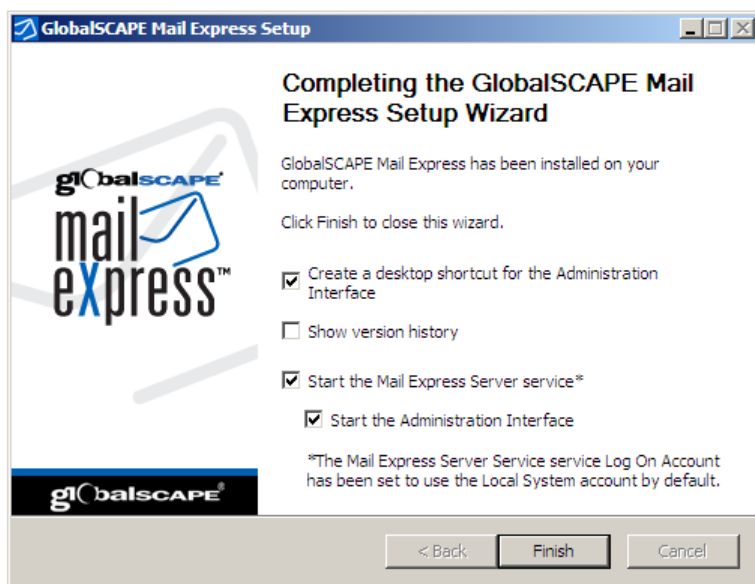 GlobalSCAPE Mail Express Setup
Completing the GlobalSCAPE Mail
Express Setup Wizard
GlobalSCAPE Mail Express has been installed on your
computer.
Click Finish to close this wizard.
globalSCAPE
mail
eXpress™
Create a desktop shortcut for the Administration
Interface
Show version history
Start the Mail Express Server service*
Start the Administration Interface
*The Mail Express Server Service service Log On Account
has been set to use the Local System account by default.
globalSCAPE®
< Back
Finish
Cancel